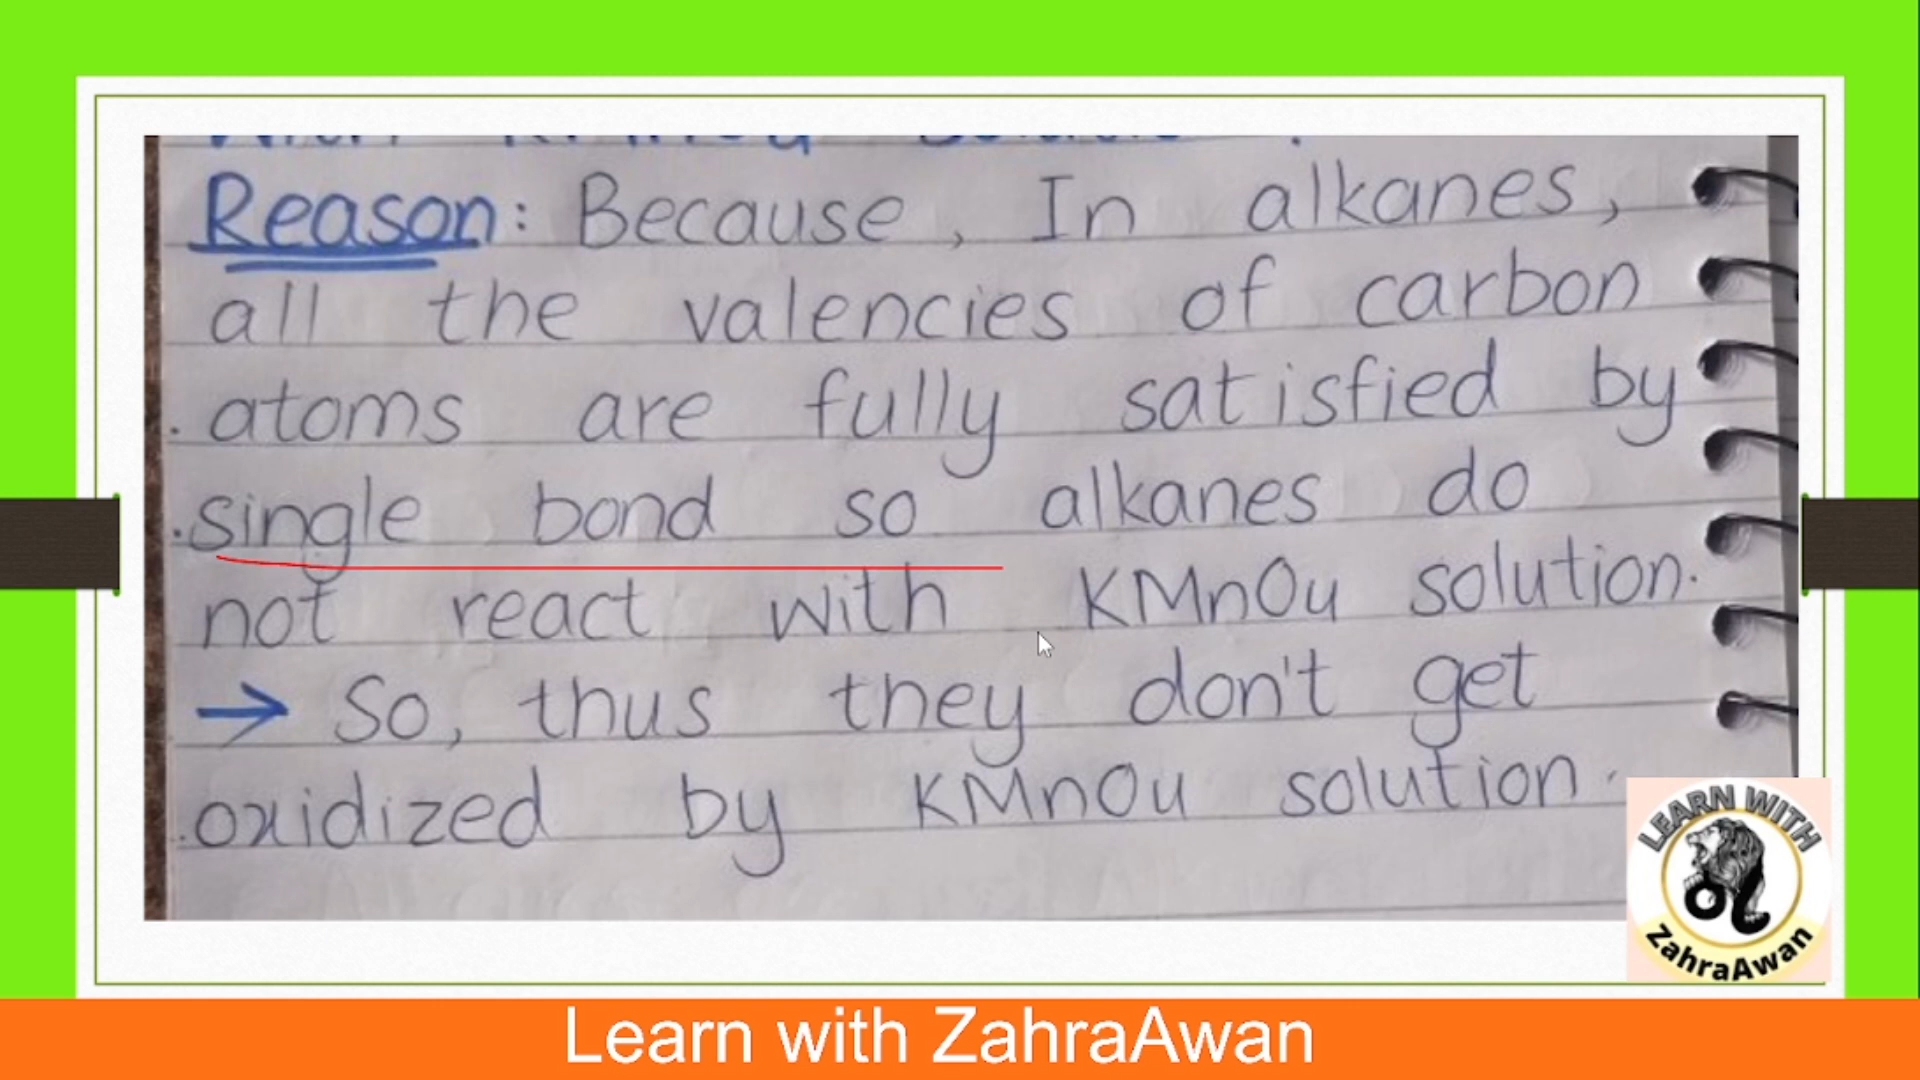 Reason: Because, In alkanes,
all the valencies of carbon
atoms are fully satisfied by
single bond so alkanes do
not react with KMnO4 solution.
→ So, thus they don't get
oxidized by KMnO4 solution.
LEARN WITH
ZahraAwan
Learn with ZahraAwan